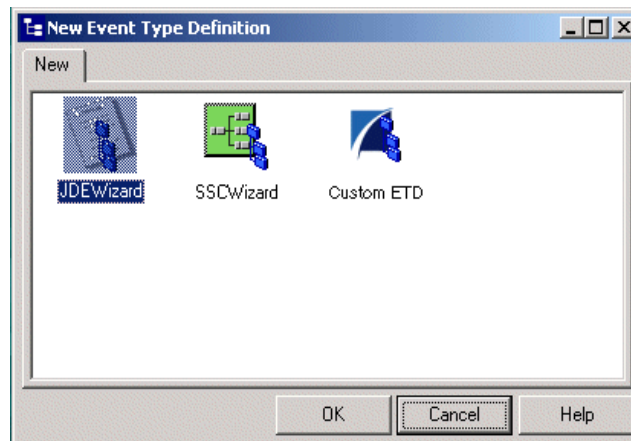 New Event Type Definition
New
JDEWizard SSCWizard Custom ETD
OK Cancel Help